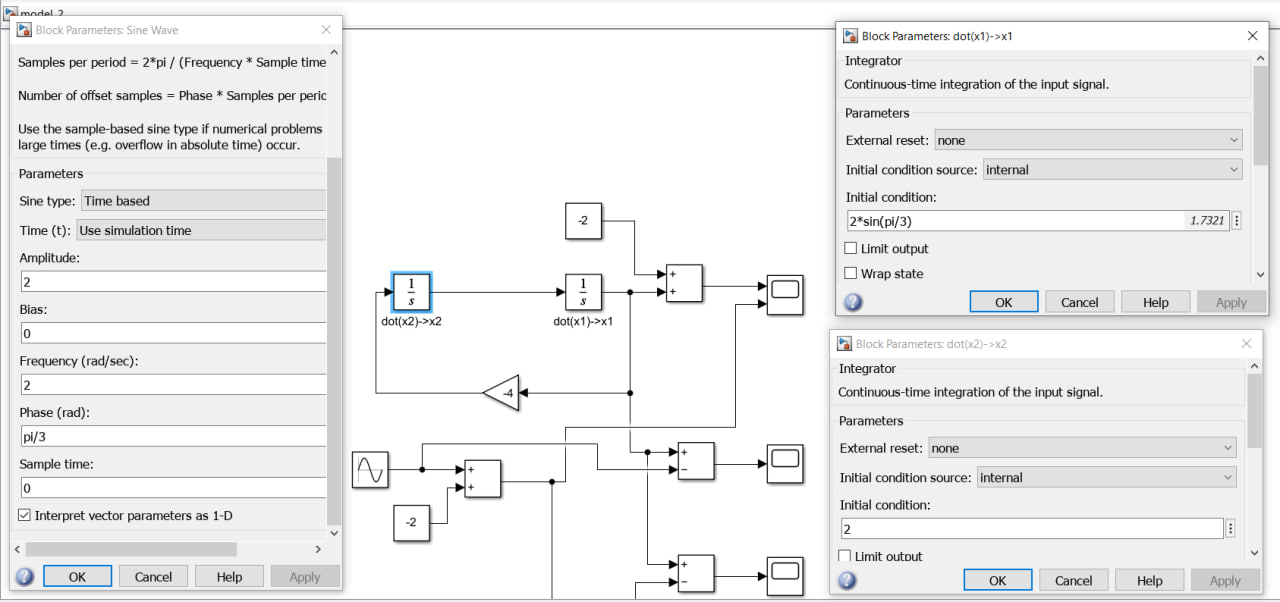 model_2
Block Parameters: Sine Wave
Samples per period = 2*pi / (Frequency * Sample time
Number of offset samples = Phase * Samples per peric
Use the sample-based sine type if numerical problems
large times (e.g. overflow in absolute time) occur.
Parameters
Sine type: Time based
Time (t): Use simulation time
Amplitude:
2
Bias:
0
Frequency (rad/sec):
2
Phase (rad):
pi/3
Sample time:
0
Interpret vector parameters as 1-D
OK Cancel Help Apply
-2
+
+
1
s
1
s
dot(x2)->x2
dot(x1)->x1
-4
+
+
-2
+
−
+
−
Block Parameters: dot(x1)->x1
Integrator
Continuous-time integration of the input signal.
Parameters
External reset: none
Initial condition source: internal
Initial condition:
2*sin(pi/3) 1.7321
Limit output
Wrap state
OK Cancel Help Apply
Block Parameters: dot(x2)->x2
Integrator
Continuous-time integration of the input signal.
Parameters
External reset: none
Initial condition source: internal
Initial condition:
2
Limit output
OK Cancel Help Apply